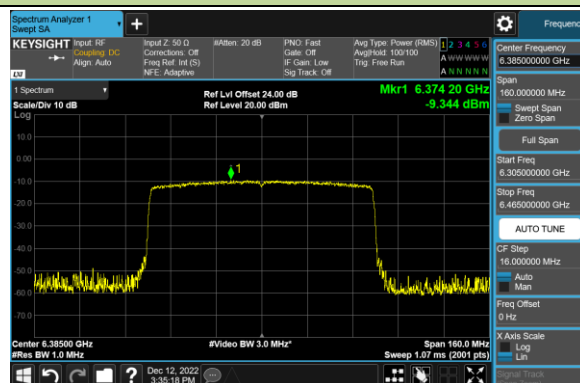 Spectrum Analyzer 1
Swept SA
+
Frequen
KEYSIGHT
Input: RF
Coupling: DC
Align: Auto
Input Z: 50 Ω
Corrections: Off
Freq Ref: Int (S)
NFE: Adaptive
#Atten: 20 dB
PNO: Fast
Gate: Off
IF Gain: Low
Sig Track: Off
Avg Type: Power (RMS)
Avg|Hold: 100/100
Trig: Free Run
1 2 3 4 5 6
A W W W W W
A N N N N N
LXI
1 Spectrum
Scale/Div 10 dB
Log
Ref Lvl Offset 24.00 dB
Ref Level 20.00 dBm
Mkr1 6.374 20 GHz
-9.344 dBm
10.0
0.00
-10.0
-20.0
-30.0
-40.0
-50.0
-60.0
-70.0
1
Center 6.38500 GHz
#Res BW 1.0 MHz
#Video BW 3.0 MHz*
Span 160.0 MHz
Sweep 1.07 ms (2001 pts)
Center Frequency
6.385000000 GHz
Span
160.000000 MHz
Swept Span
Zero Span
Full Span
Start Freq
6.305000000 GHz
Stop Freq
6.465000000 GHz
AUTO TUNE
CF Step
16.000000 MHz
Auto
Man
Freq Offset
0 Hz
X Axis Scale
Log
Lin
Signal Track
?
Dec 12, 2022
3:35:18 PM